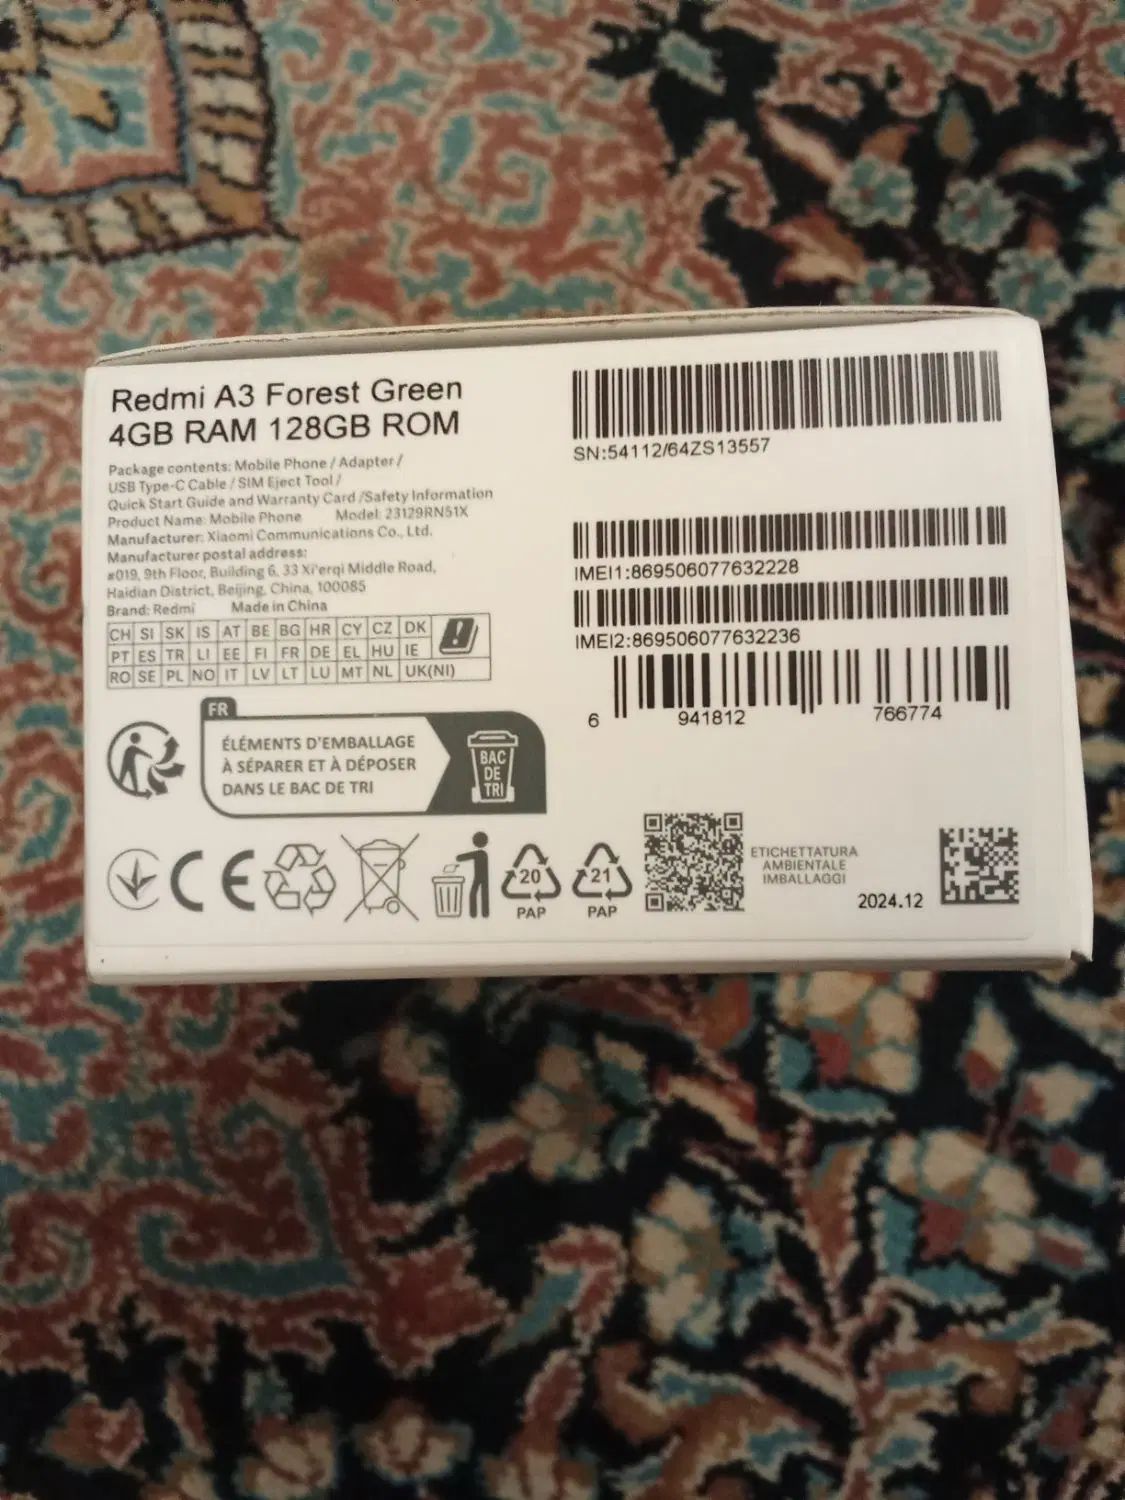 Redmi A3 Forest Green
4GB RAM 128GB ROM
Package contents: Mobile Phone / Adapter /
USB Type-C Cable / SIM Eject Tool /
Quick Start Guide and Warranty Card /Safety Information
Product Name: Mobile Phone Model: 23129RN51X
Manufacturer: Xiaomi Communications Co., Ltd.
Manufacturer postal address:
#019, 9th Floor, Building 6, 33 Xi'erqi Middle Road,
Haidian District, Beijing, China, 100085
Brand: Redmi Made in China
CH SI SK IS AT BE BG HR CY CZ DK
PT ES TR LI EE FI FR DE EL HU IE
RO SE PL NO IT LV LT LU MT NL UK(NI)
FR
ÉLÉMENTS D'EMBALLAGE
À SÉPARER ET À DÉPOSER
DANS LE BAC DE TRI
BAC
DE
TRI
CE
20
PAP
21
PAP
SN:54112/64ZS13557
IMEI1:869506077632228
IMEI2:869506077632236
6 941812 766774
ETICHETTATURA
AMBIENTALE
IMBALLAGGI
2024.12